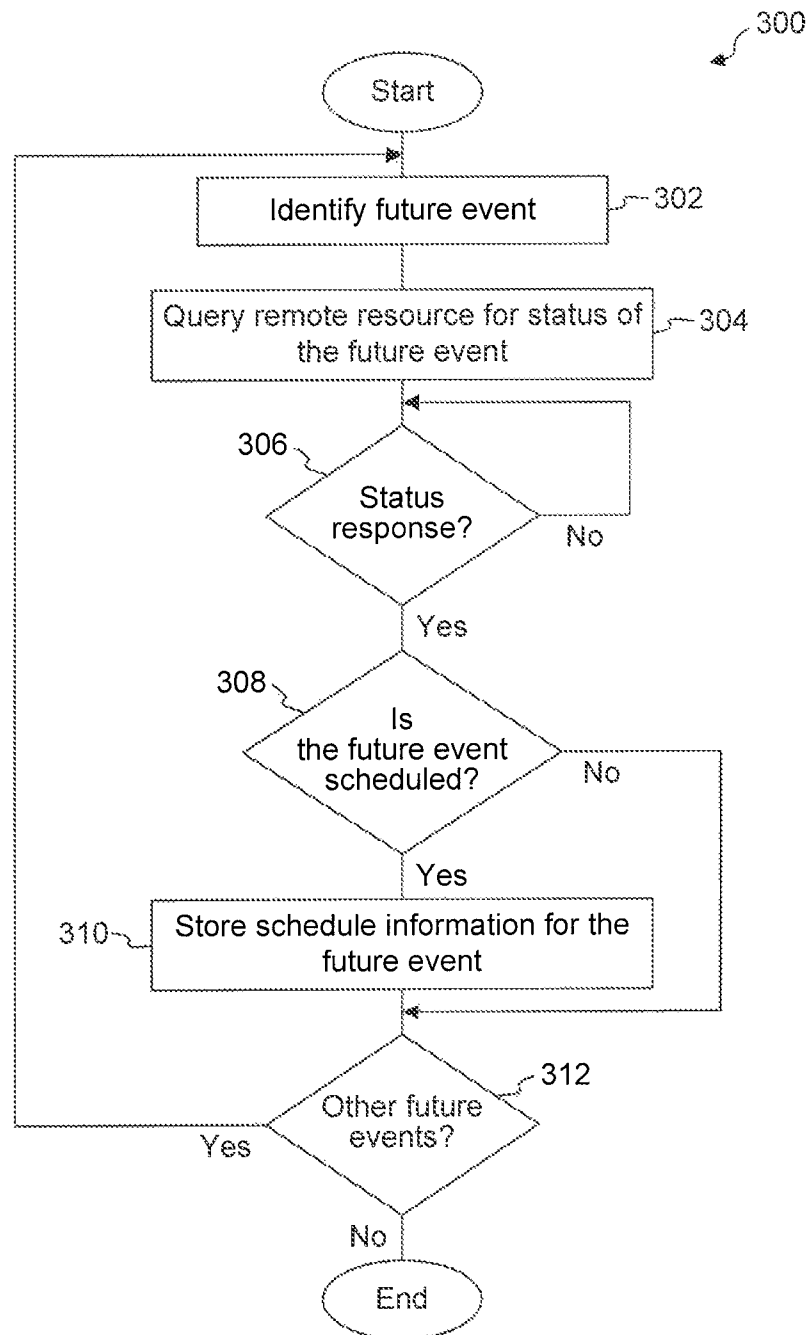 300
Start
Identify future event
302
Query remote resource for status of
the future event
304
306
Status
response?
No
Yes
308
Is
the future event
scheduled?
No
Yes
310
Store schedule information for the
future event
312
Other future
events?
Yes
No
End